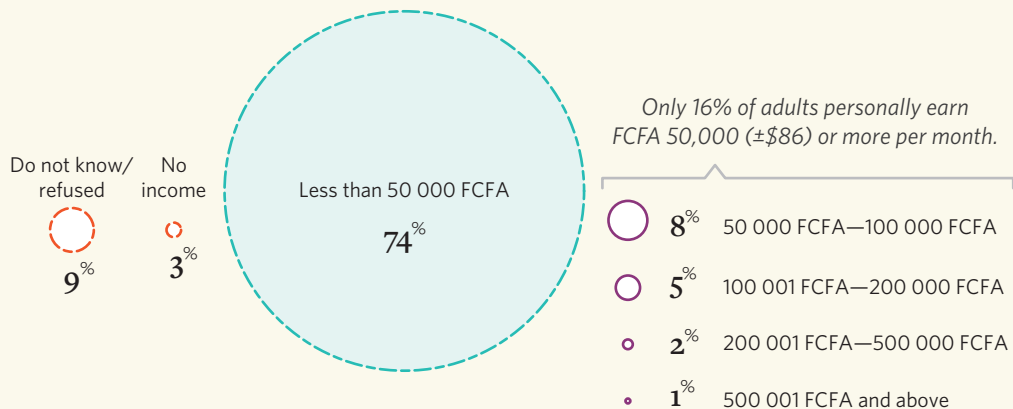 Do not know/
refused
9%
No
income
3%
Less than 50 000 FCFA
74%
Only 16% of adults personally earn
FCFA 50,000 (±$86) or more per month.
8% 50 000 FCFA—100 000 FCFA
5% 100 001 FCFA—200 000 FCFA
2% 200 001 FCFA—500 000 FCFA
1% 500 001 FCFA and above